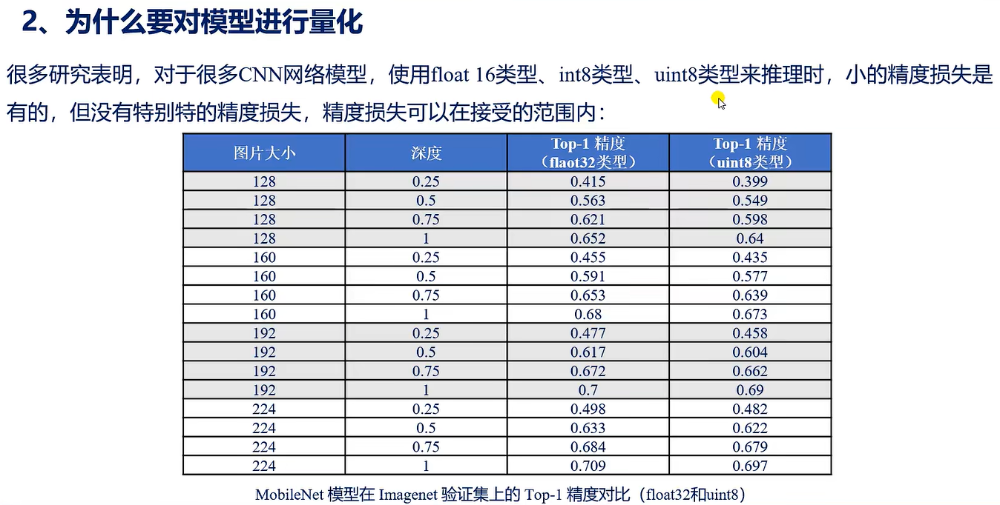 2、为什么要对模型进行量化
很多研究表明，对于很多CNN网络模型，使用float 16类型、int8类型、uint8类型来推理时，小的精度损失是
有的，但没有特别特的精度损失，精度损失可以在接受的范围内：
图片大小 深度 Top-1 精度（flaot32类型） Top-1 精度（uint8类型）
128 0.25 0.415 0.399
128 0.5 0.563 0.549
128 0.75 0.621 0.598
128 1 0.652 0.64
160 0.25 0.455 0.435
160 0.5 0.591 0.577
160 0.75 0.653 0.639
160 1 0.68 0.673
192 0.25 0.477 0.458
192 0.5 0.617 0.604
192 0.75 0.672 0.662
192 1 0.7 0.69
224 0.25 0.498 0.482
224 0.5 0.633 0.622
224 0.75 0.684 0.679
224 1 0.709 0.697
MobileNet 模型在 Imagenet 验证集上的 Top-1 精度对比（float32和uint8）